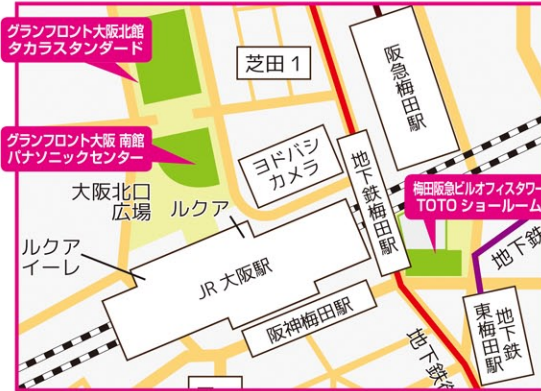 グランフロント大阪北館
タカラスタンダード
芝田1
阪急梅田駅
グランフロント大阪 南館
パナソニックセンター
ヨドバシ
カメラ
地下鉄梅田駅
梅田阪急ビルオフィスタワー
TOTO ショールーム
大阪北口
広場
ルクア
ルクア
イーレ
JR 大阪駅
阪神梅田駅
地下鉄
地下鉄
東梅田駅
地下鉄